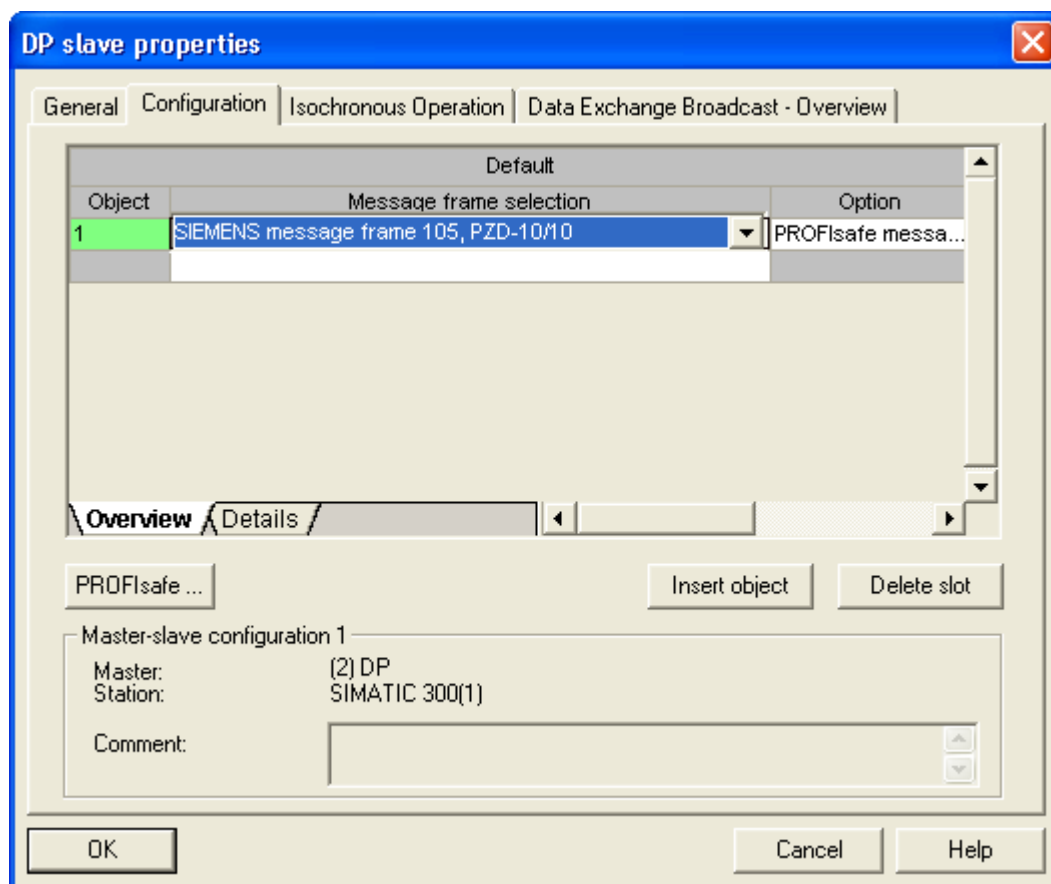 DP slave properties
General Configuration Isochronous Operation Data Exchange Broadcast - Overview
Default
Object Message frame selection Option
1 SIEMENS message frame 105, PZD-10/10 PROFIsafe messa...
Overview Details
PROFIsafe ... Insert object Delete slot
Master-slave configuration 1
Master: (2) DP
Station: SIMATIC 300(1)
Comment:
OK Cancel Help